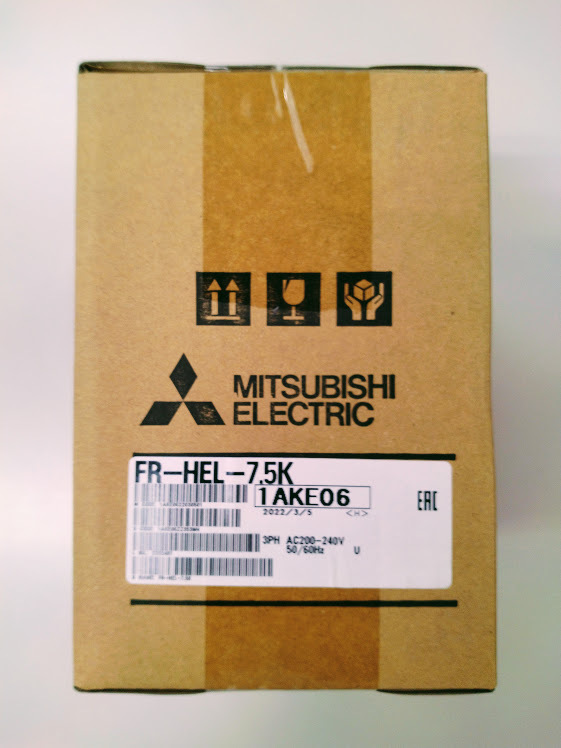 MITSUBISHI
ELECTRIC
FR-HEL-7.5K
1AKE06
2022/3/5 <H>
EAC
3PH AC200-240V
50/60Hz U